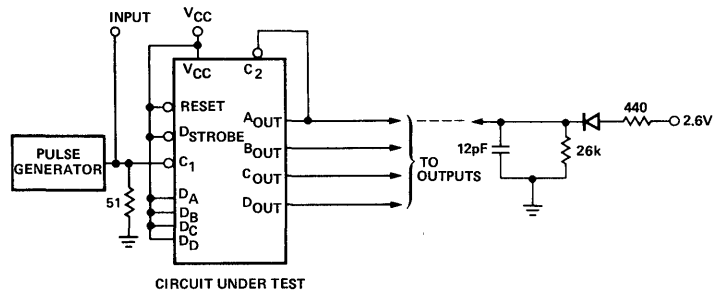 INPUT
VCC
VCC
C2
RESET
DSTROBE
C1
PULSE
GENERATOR
51
DA
DB
DC
DD
AOUT
BOUT
COUT
DOUT
TO
OUTPUTS
12pF
26k
440
2.6V
CIRCUIT UNDER TEST